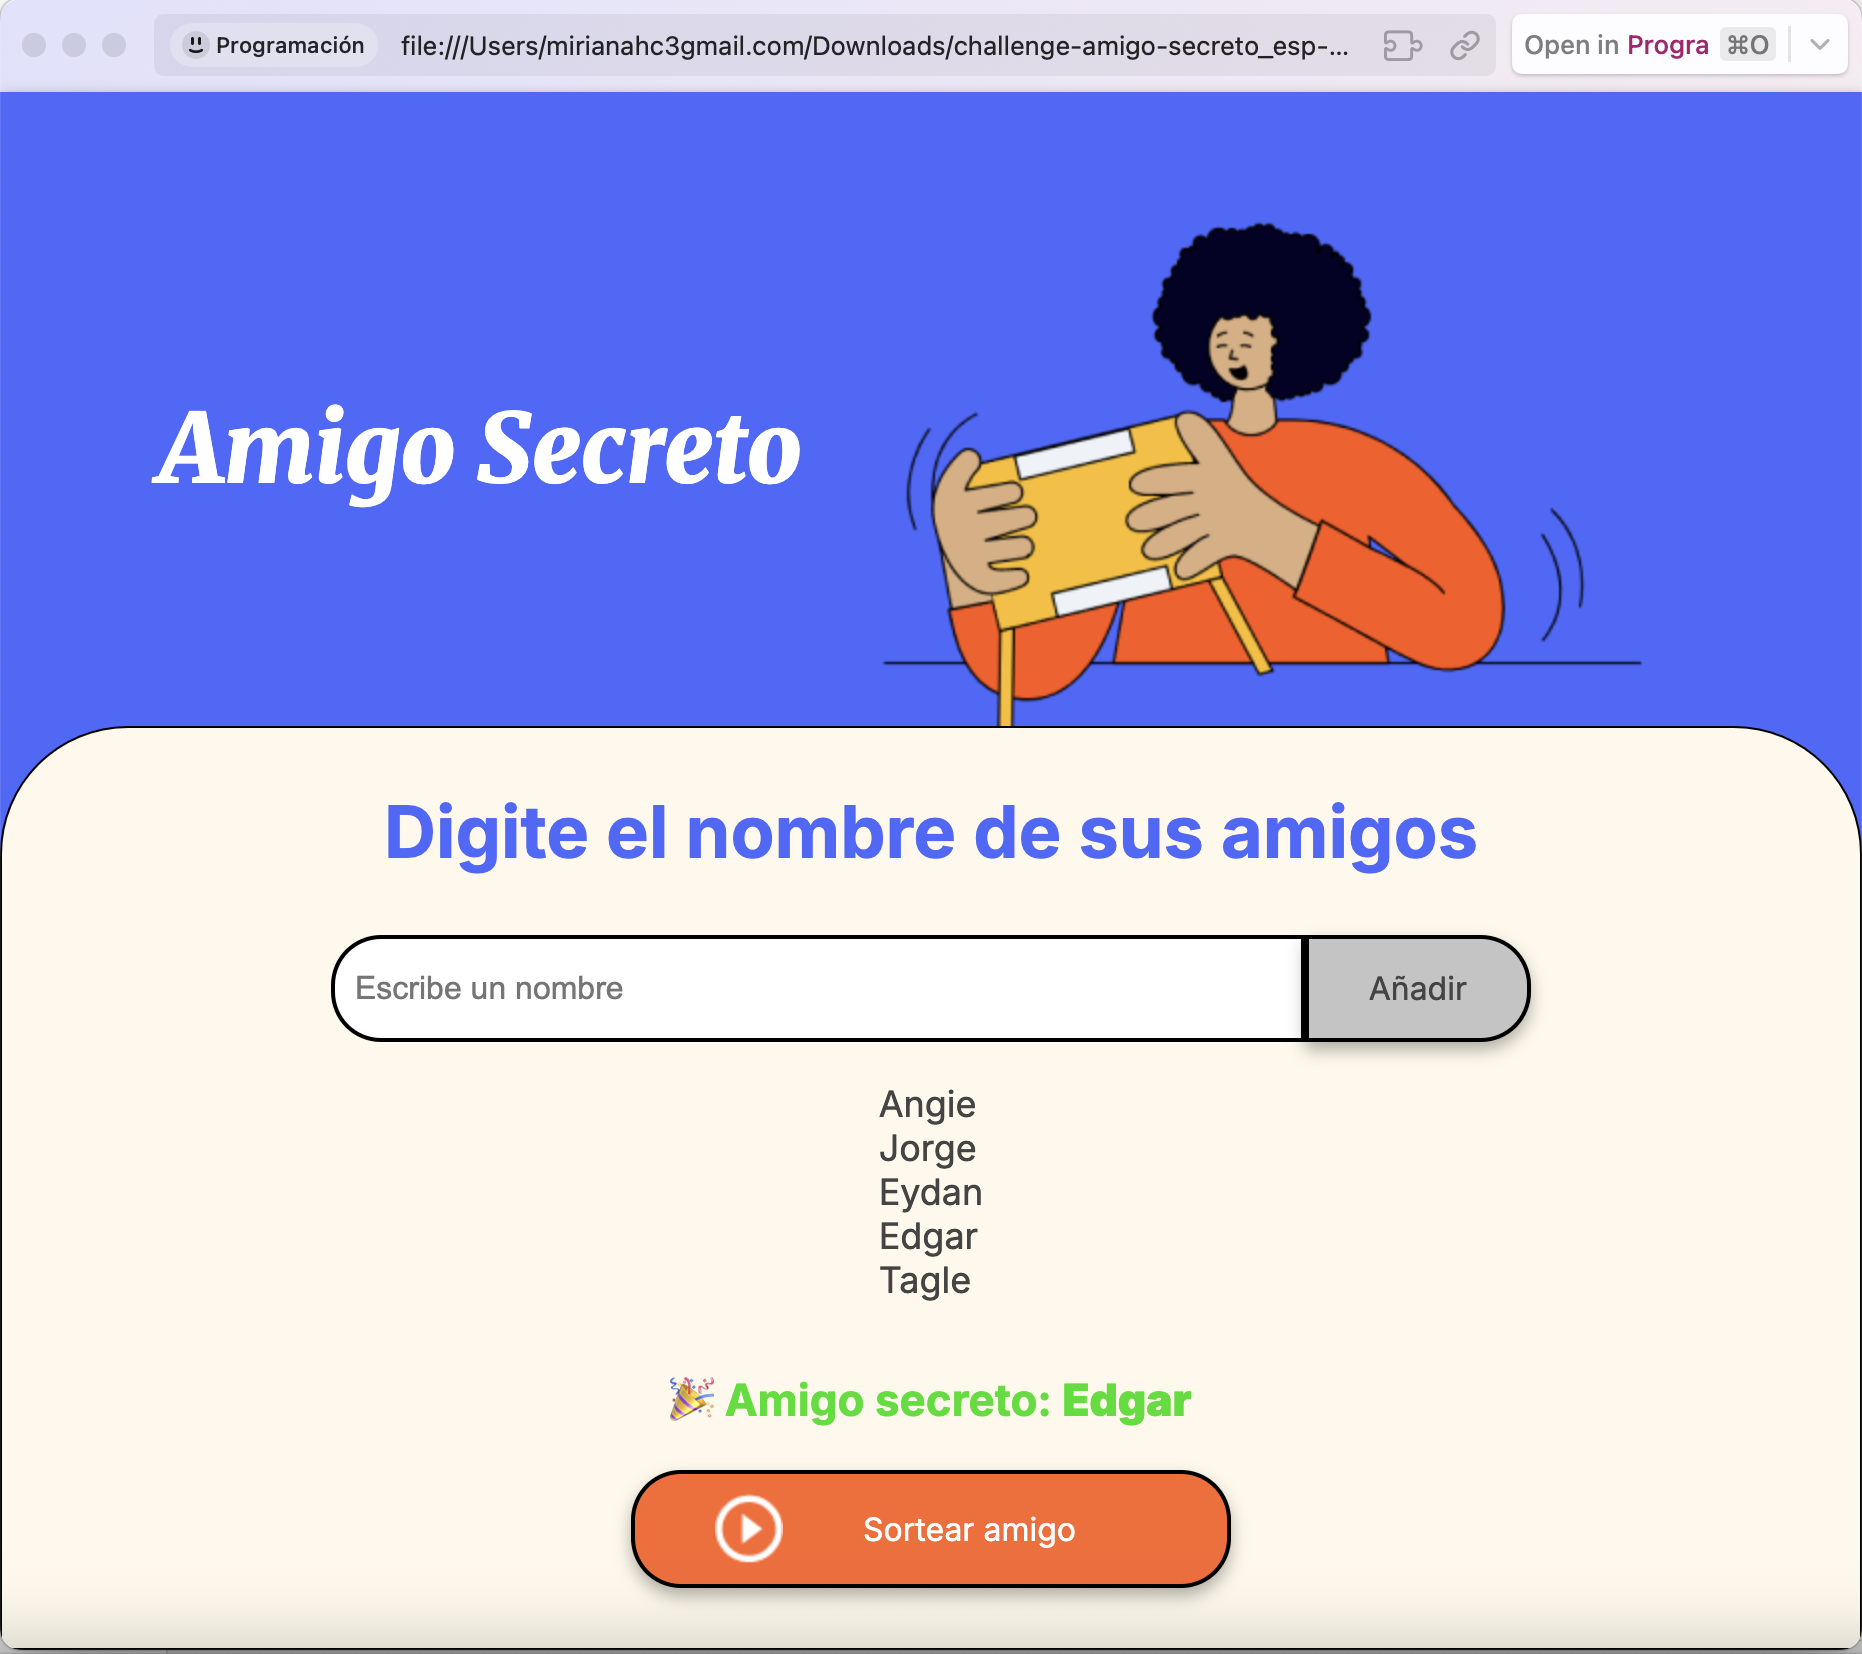 Programación file:///Users/mirianahc3gmail.com/Downloads/challenge-amigo-secreto_esp-... Open in Progra ⌘O
Amigo Secreto
Digite el nombre de sus amigos
Escribe un nombre Añadir
Angie
Jorge
Eydan
Edgar
Tagle
🎉 Amigo secreto: Edgar
Sortear amigo